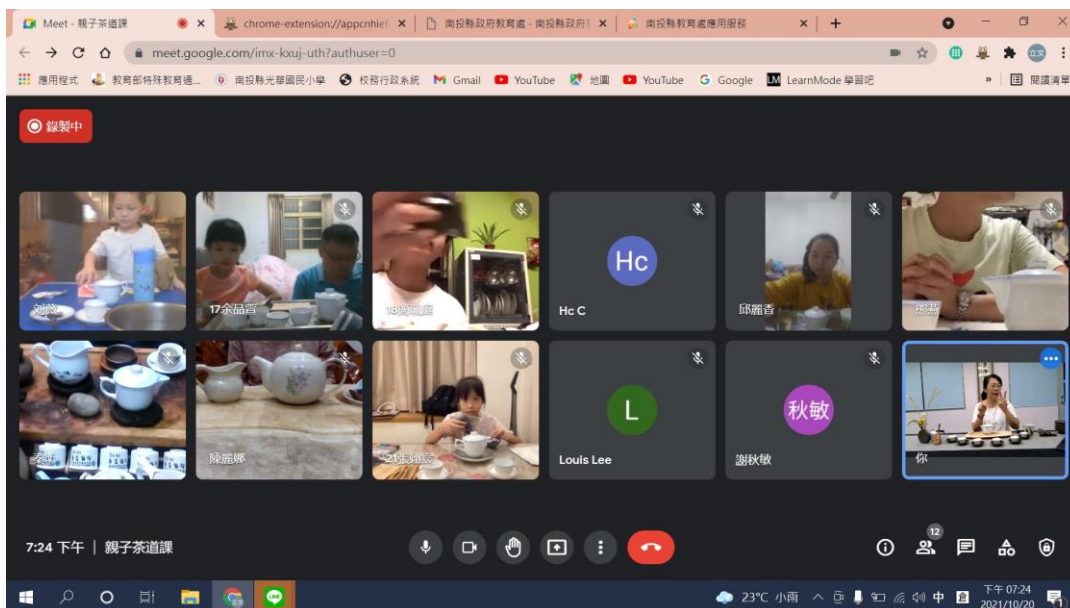 Meet - 親子茶道課
chrome-extension://appcnhief
南投縣政府教育處 - 南投縣政府
南投縣教育處應用服務
meet.google.com/imx-kxuj-uth?authuser=0
應用程式
教育部特殊教育通...
南投縣光華國民小學
校務行政系統
Gmail
YouTube
地圖
YouTube
Google
LearnMode 學習吧
»
閱讀清單
錄製中
17余品萱
Hc
Hc C
邱麗香
陳麗娜
L
Louis Lee
秋敏
謝秋敏
你
7:24 下午 | 親子茶道課
12
23°C 小雨
中
倉
下午 07:24
2021/10/20